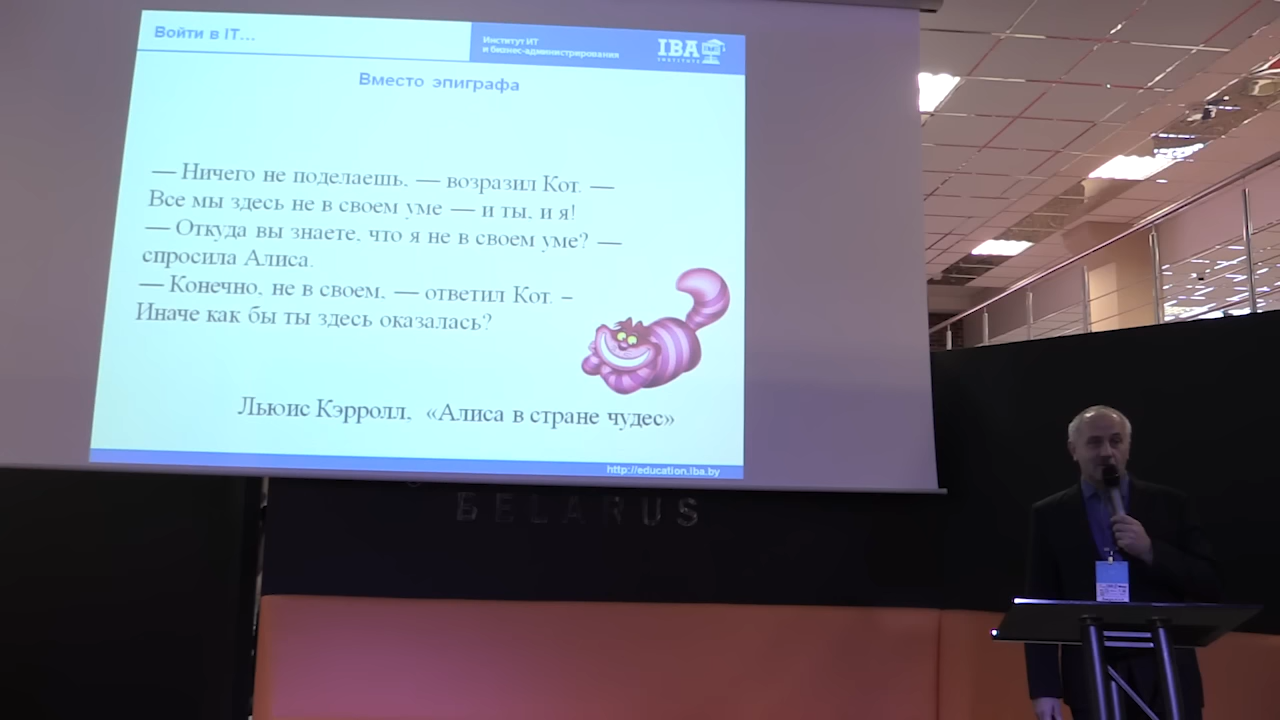 Войти в IT...
Институт ИТ
и бизнес-администрирования
IBA
INSTITUTE
Вместо эпиграфа
— Ничего не поделаешь, — возразил Кот. —
Все мы здесь не в своем уме — и ты, и я!
— Откуда вы знаете, что я не в своем уме? —
спросила Алиса.
— Конечно, не в своем, — ответил Кот. –
Иначе как бы ты здесь оказалась?
Льюис Кэрролл, «Алиса в стране чудес»
http://education.iba.by
BELARUS